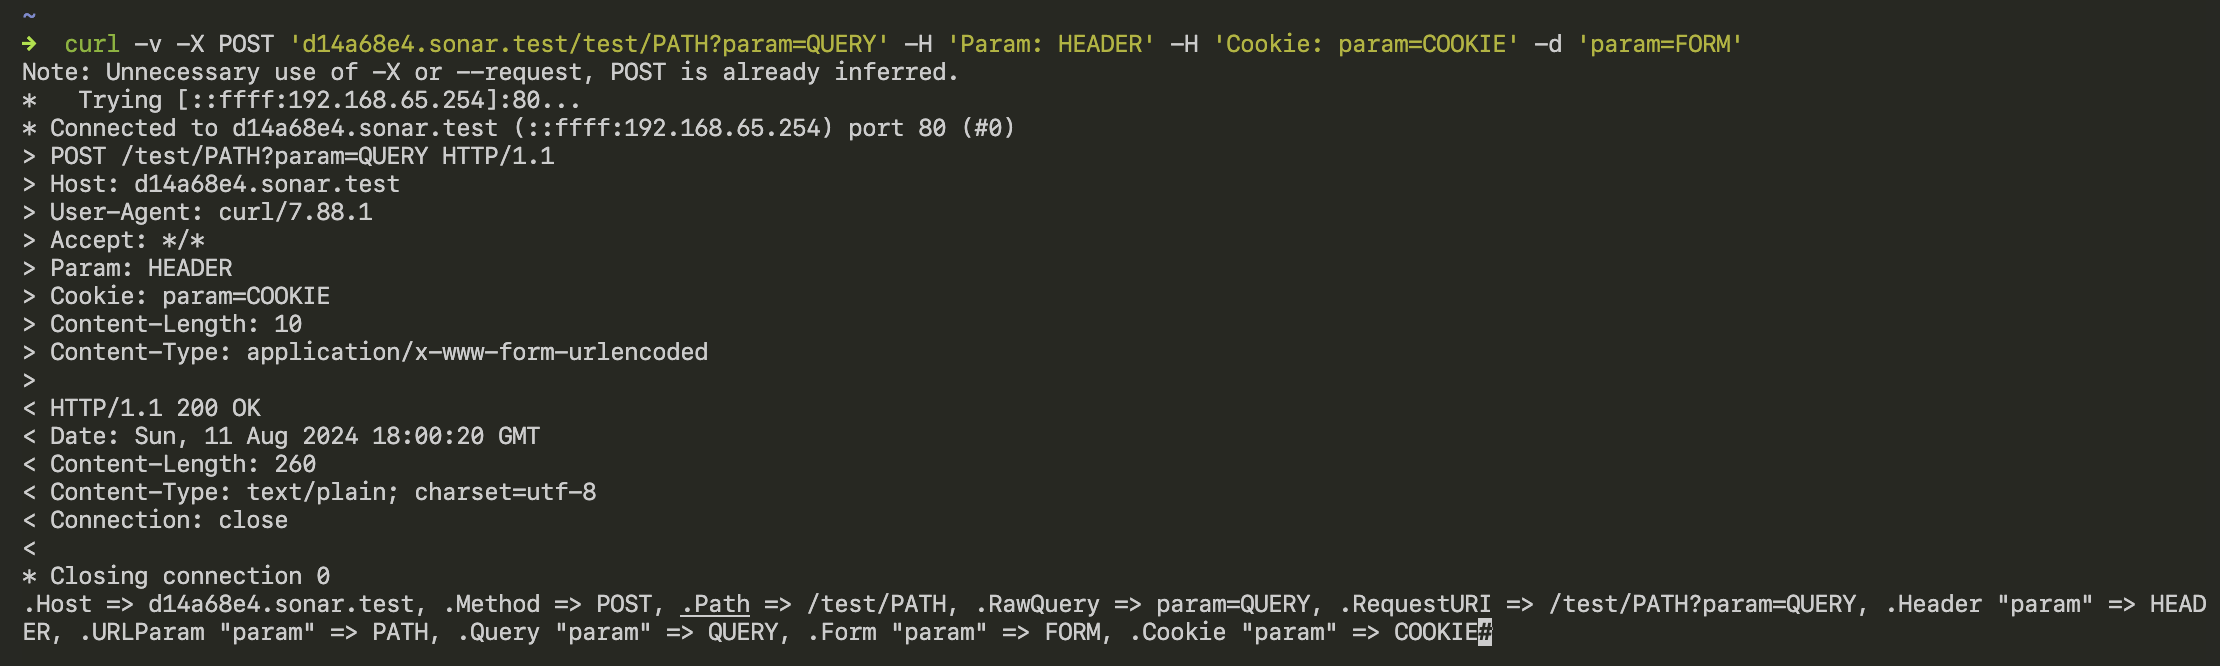 ~
➜  curl -v -X POST 'd14a68e4.sonar.test/test/PATH?param=QUERY' -H 'Param: HEADER' -H 'Cookie: param=COOKIE' -d 'param=FORM'
Note: Unnecessary use of -X or --request, POST is already inferred.
*   Trying [::ffff:192.168.65.254]:80...
* Connected to d14a68e4.sonar.test (::ffff:192.168.65.254) port 80 (#0)
> POST /test/PATH?param=QUERY HTTP/1.1
> Host: d14a68e4.sonar.test
> User-Agent: curl/7.88.1
> Accept: */*
> Param: HEADER
> Cookie: param=COOKIE
> Content-Length: 10
> Content-Type: application/x-www-form-urlencoded
>
< HTTP/1.1 200 OK
< Date: Sun, 11 Aug 2024 18:00:20 GMT
< Content-Length: 260
< Content-Type: text/plain; charset=utf-8
< Connection: close
<
* Closing connection 0
.Host => d14a68e4.sonar.test, .Method => POST, .Path => /test/PATH, .RawQuery => param=QUERY, .RequestURI => /test/PATH?param=QUERY, .Header "param" => HEAD
ER, .URLParam "param" => PATH, .Query "param" => QUERY, .Form "param" => FORM, .Cookie "param" => COOKIE#